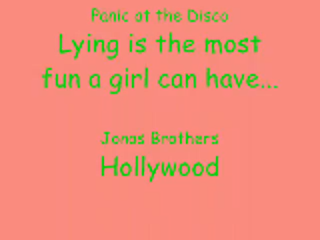 Panic at the Disco
Lying is the most
fun a girl can have...
Jonas Brothers
Hollywood